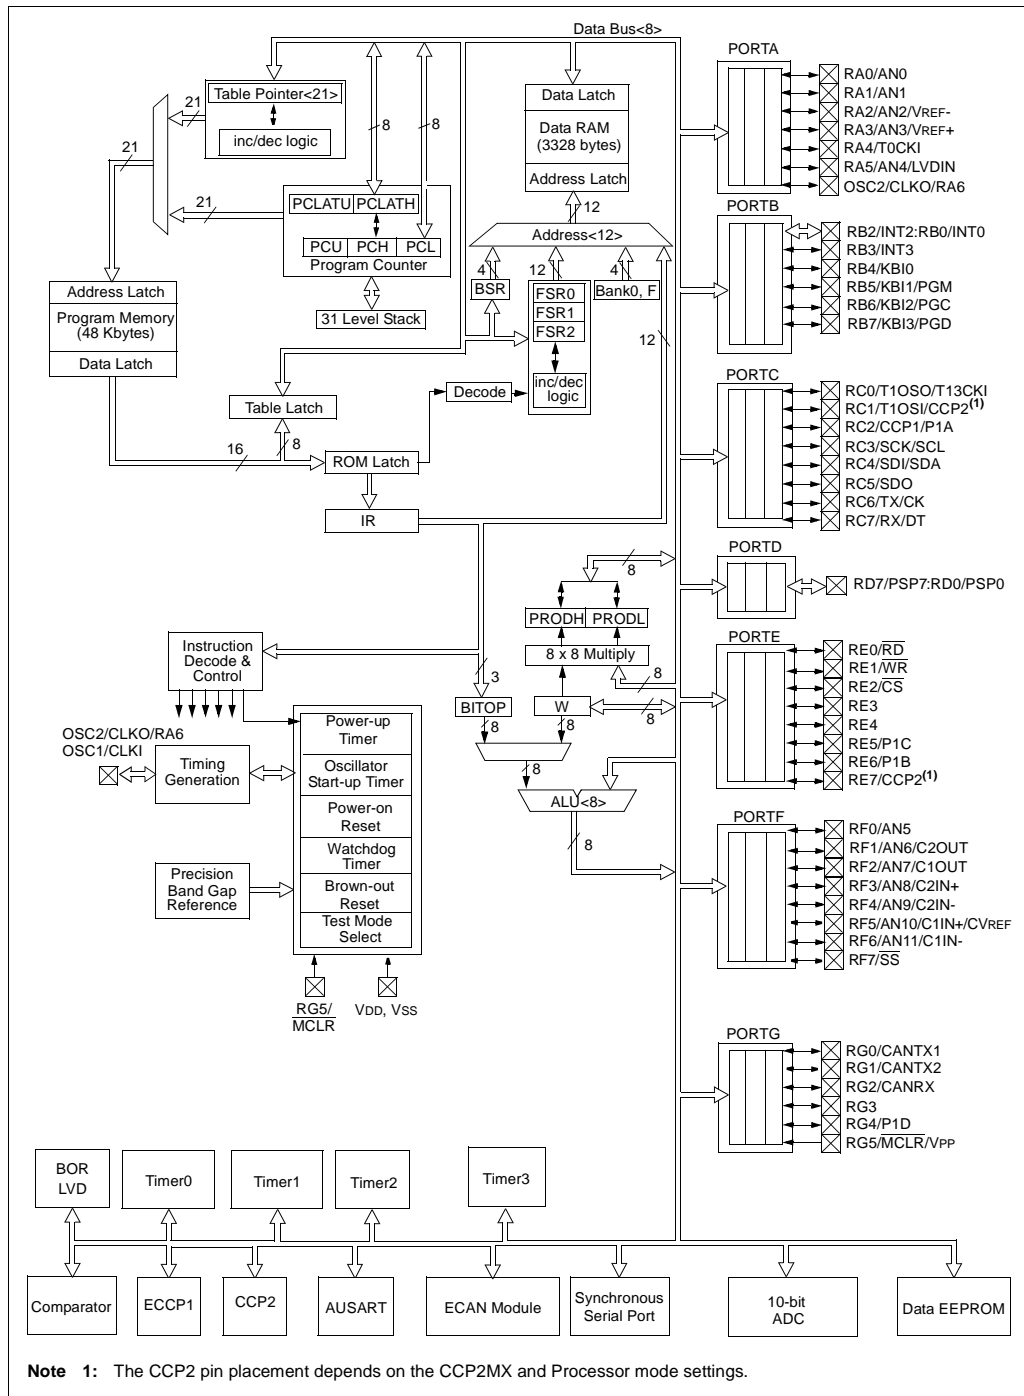 Data Bus<8>
PORTA
RA0/AN0
RA1/AN1
RA2/AN2/VREF-
RA3/AN3/VREF+
RA4/T0CKI
RA5/AN4/LVDIN
OSC2/CLKO/RA6
Table Pointer<21>
inc/dec logic
21
21
21
8
8
Data Latch
Data RAM
(3328 bytes)
Address Latch
12
Address<12>
PCLATU PCLATH
PCU PCH PCL
Program Counter
31 Level Stack
PORTB
RB2/INT2:RB0/INT0
RB3/INT3
RB4/KBI0
RB5/KBI1/PGM
RB6/KBI2/PGC
RB7/KBI3/PGD
4
12
4
BSR
FSR0
FSR1
FSR2
inc/dec
logic
Bank0, F
12
Address Latch
Program Memory
(48 Kbytes)
Data Latch
Table Latch
Decode
16
8
ROM Latch
IR
PORTC
RC0/T1OSO/T13CKI
RC1/T1OSI/CCP2(1)
RC2/CCP1/P1A
RC3/SCK/SCL
RC4/SDI/SDA
RC5/SDO
RC6/TX/CK
RC7/RX/DT
PORTD
RD7/PSP7:RD0/PSP0
8
PRODH PRODL
8 x 8 Multiply
8
3
BITOP
W
8
8
8
8
ALU<8>
8
Instruction
Decode &
Control
OSC2/CLKO/RA6
OSC1/CLKI
Timing
Generation
Power-up
Timer
Oscillator
Start-up Timer
Power-on
Reset
Watchdog
Timer
Brown-out
Reset
Test Mode
Select
Precision
Band Gap
Reference
RG5/
MCLR
VDD, VSS
PORTE
RE0/RD
RE1/WR
RE2/CS
RE3
RE4
RE5/P1C
RE6/P1B
RE7/CCP2(1)
PORTF
RF0/AN5
RF1/AN6/C2OUT
RF2/AN7/C1OUT
RF3/AN8/C2IN+
RF4/AN9/C2IN-
RF5/AN10/C1IN+/CVREF
RF6/AN11/C1IN-
RF7/SS
PORTG
RG0/CANTX1
RG1/CANTX2
RG2/CANRX
RG3
RG4/P1D
RG5/MCLR/VPP
BOR
LVD
Timer0
Timer1
Timer2
Timer3
Comparator
ECCP1
CCP2
AUSART
ECAN Module
Synchronous
Serial Port
10-bit
ADC
Data EEPROM
Note 1: The CCP2 pin placement depends on the CCP2MX and Processor mode settings.